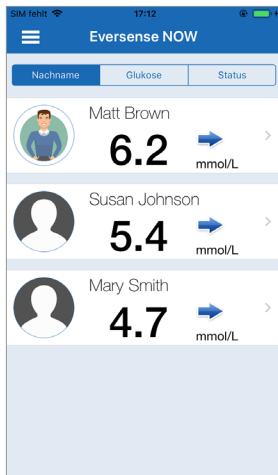 SIM fehlt 17:12
Eversense NOW
Nachname Glukose Status
Matt Brown
6.2 mmol/L
Susan Johnson
5.4 mmol/L
Mary Smith
4.7 mmol/L